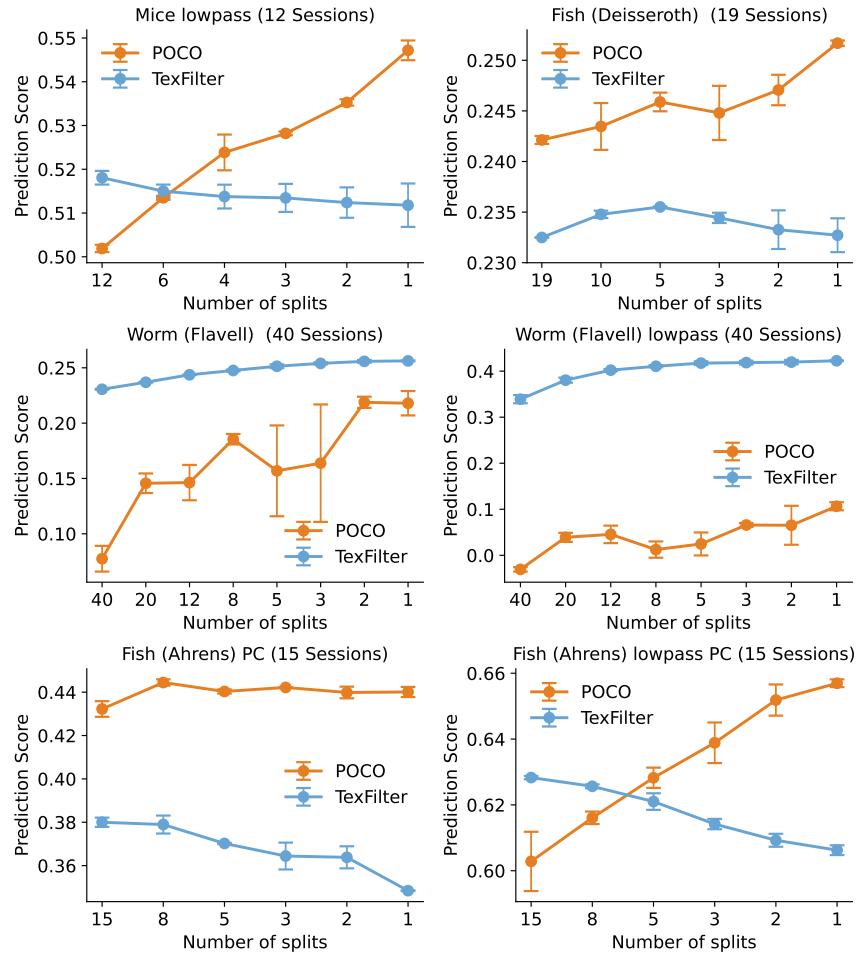 Mice lowpass (12 Sessions)
Prediction Score
0.55
0.54
0.53
0.52
0.51
0.50
POCO
TexFilter
12 6 4 3 2 1
Number of splits
Fish (Deisseroth) (19 Sessions)
Prediction Score
0.250
0.245
0.240
0.235
0.230
POCO
TexFilter
19 10 5 3 2 1
Number of splits
Worm (Flavell) (40 Sessions)
Prediction Score
0.25
0.20
0.15
0.10
POCO
TexFilter
40 20 12 8 5 3 2 1
Number of splits
Worm (Flavell) lowpass (40 Sessions)
Prediction Score
0.4
0.3
0.1
0.0
POCO
TexFilter
40 20 12 8 5 3 2 1
Number of splits
Fish (Ahrens) PC (15 Sessions)
Prediction Score
0.44
0.42
0.40
0.38
0.36
POCO
TexFilter
15 8 5 3 2 1
Number of splits
Fish (Ahrens) lowpass PC (15 Sessions)
Prediction Score
0.66
0.64
0.62
0.60
POCO
TexFilter
15 8 5 3 2 1
Number of splits